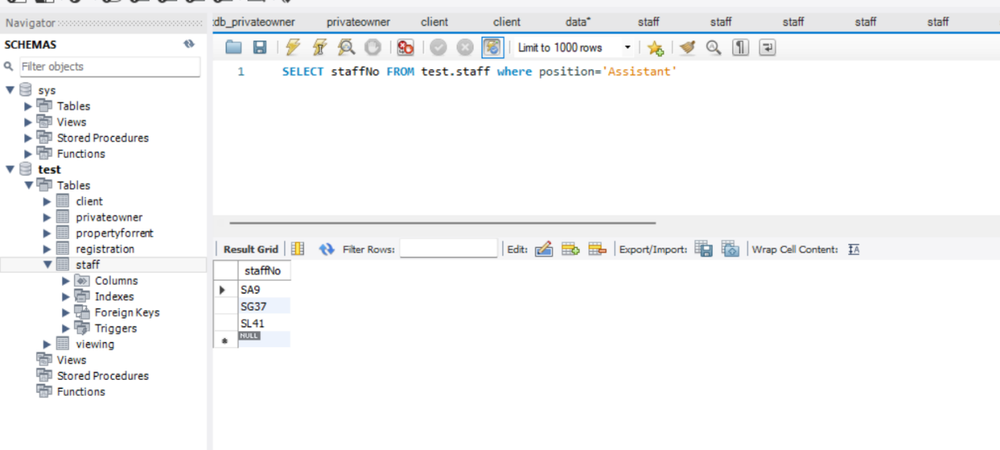 Navigator
:db_privateowner privateowner client client data* staff staff staff staff staff
SCHEMAS
Limit to 1000 rows
Filter objects
1 SELECT staffNo FROM test.staff where position='Assistant'
sys
Tables
Views
Stored Procedures
Functions
test
Tables
client
privateowner
propertyforrent
registration
staff
Columns
Indexes
Foreign Keys
Triggers
viewing
Views
Stored Procedures
Functions
Result Grid Filter Rows: Edit: Export/Import: Wrap Cell Content: IA
staffNo
SA9
SG37
SL41
NULL